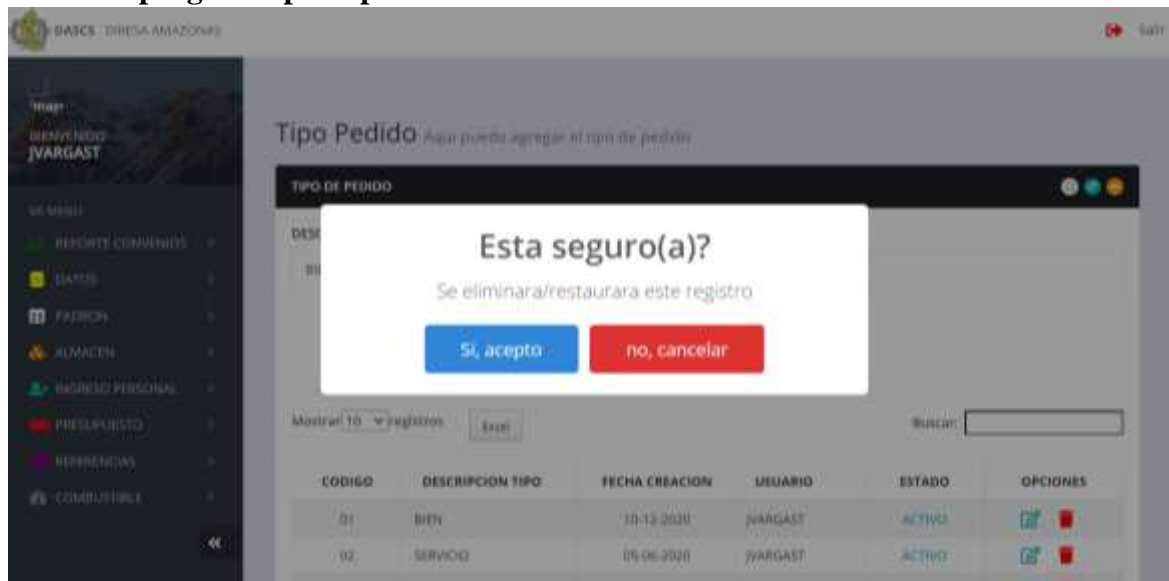 DAIS DIRESA AMAZONAS
Salir
BIENVENIDO
JVARGAST
Tipo Pedido Aqui puedo agregar el tipo de pedido
TIPO DE PEDIDO
MENU
REPORTE CONVENIOS
DATOS
PADRON
ALMACEN
INGRESO PERSONAL
PRESUPUESTO
REFERENCIAS
COMBUSTIBLE
Esta seguro(a)?
Se eliminara/restaurara este registro
Si, acepto
no, cancelar
Mostrar 10 registros
Excel
Buscar:
CODIGO DESCRIPCION TIPO FECHA CREACION USUARIO ESTADO OPCIONES
01 BIEN 10-12-2020 JVARGAST ACTIVO
02 SERVICIO 05-06-2020 JVARGAST ACTIVO